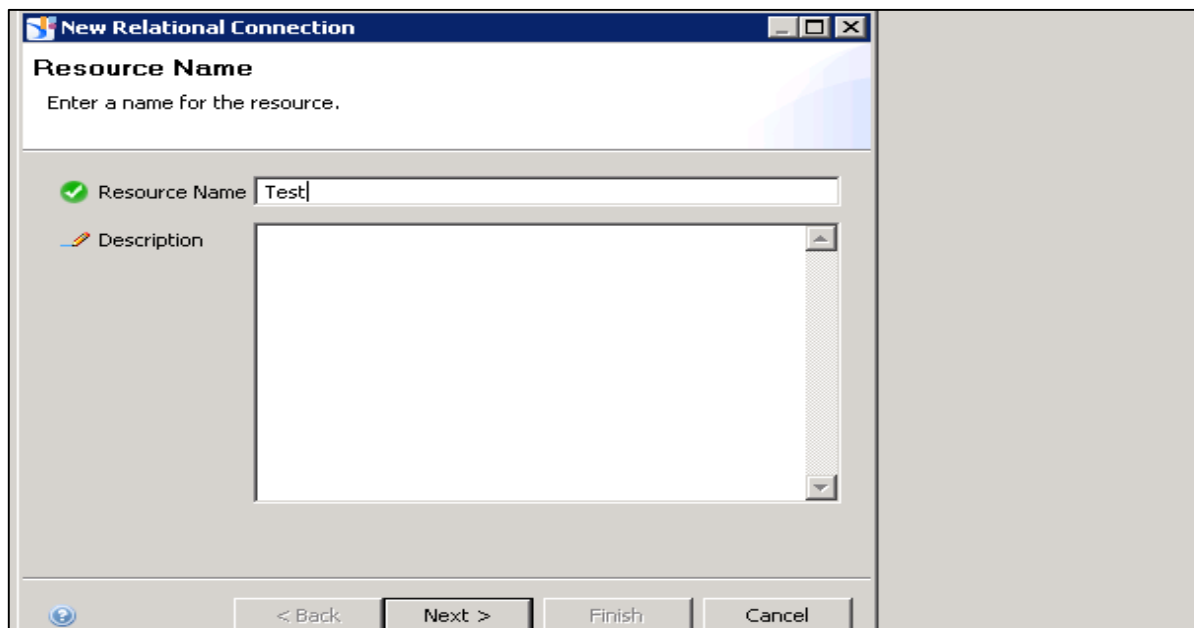 New Relational Connection
Resource Name
Enter a name for the resource.
Resource Name Test
Description
< Back Next > Finish Cancel